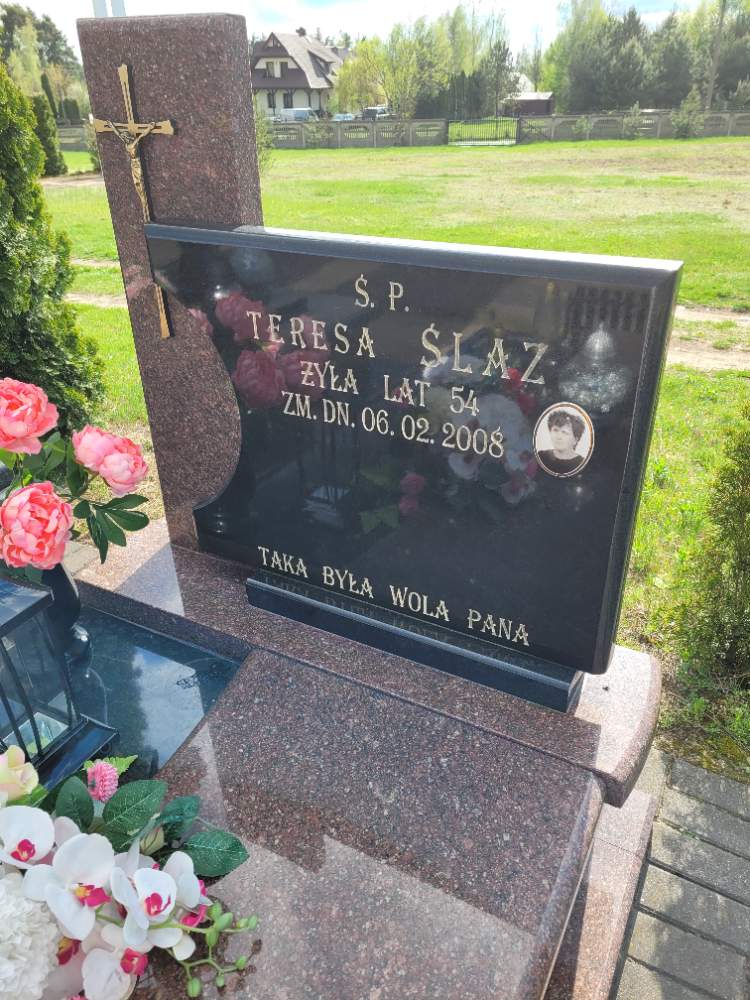 Ś. P.
TERESA ŚLAZ
ŻYŁA LAT 54
ZM. DN. 06. 02. 2008
TAKA BYŁA WOLA PANA